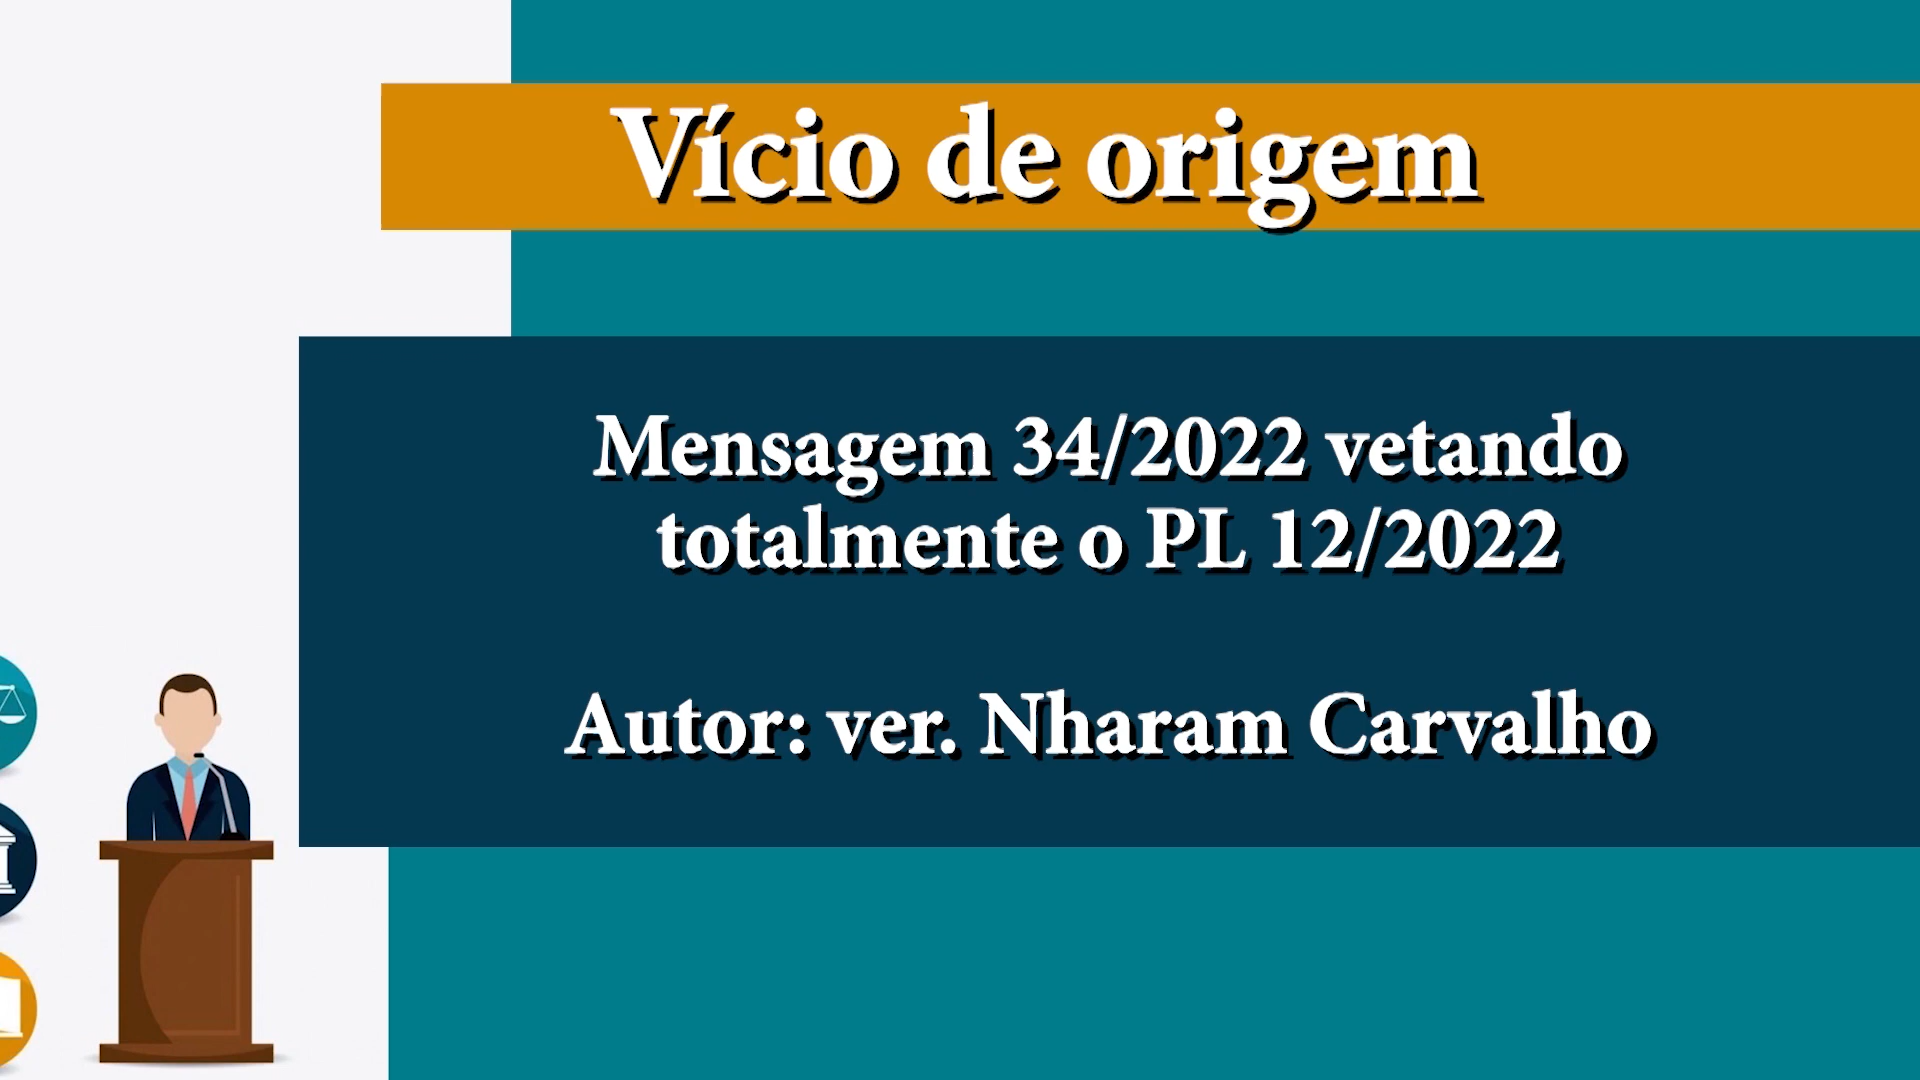 Vício de origem
Mensagem 34/2022 vetando
totalmente o PL 12/2022
Autor: ver. Nharam Carvalho